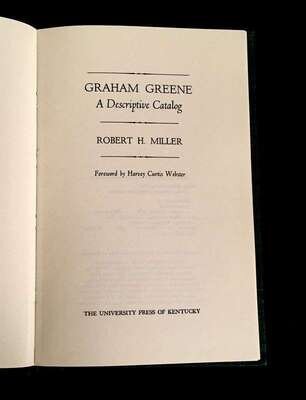 GRAHAM GREENE
A Descriptive Catalog
ROBERT H. MILLER
Foreword by Harvey Curtis Webster
THE UNIVERSITY PRESS OF KENTUCKY